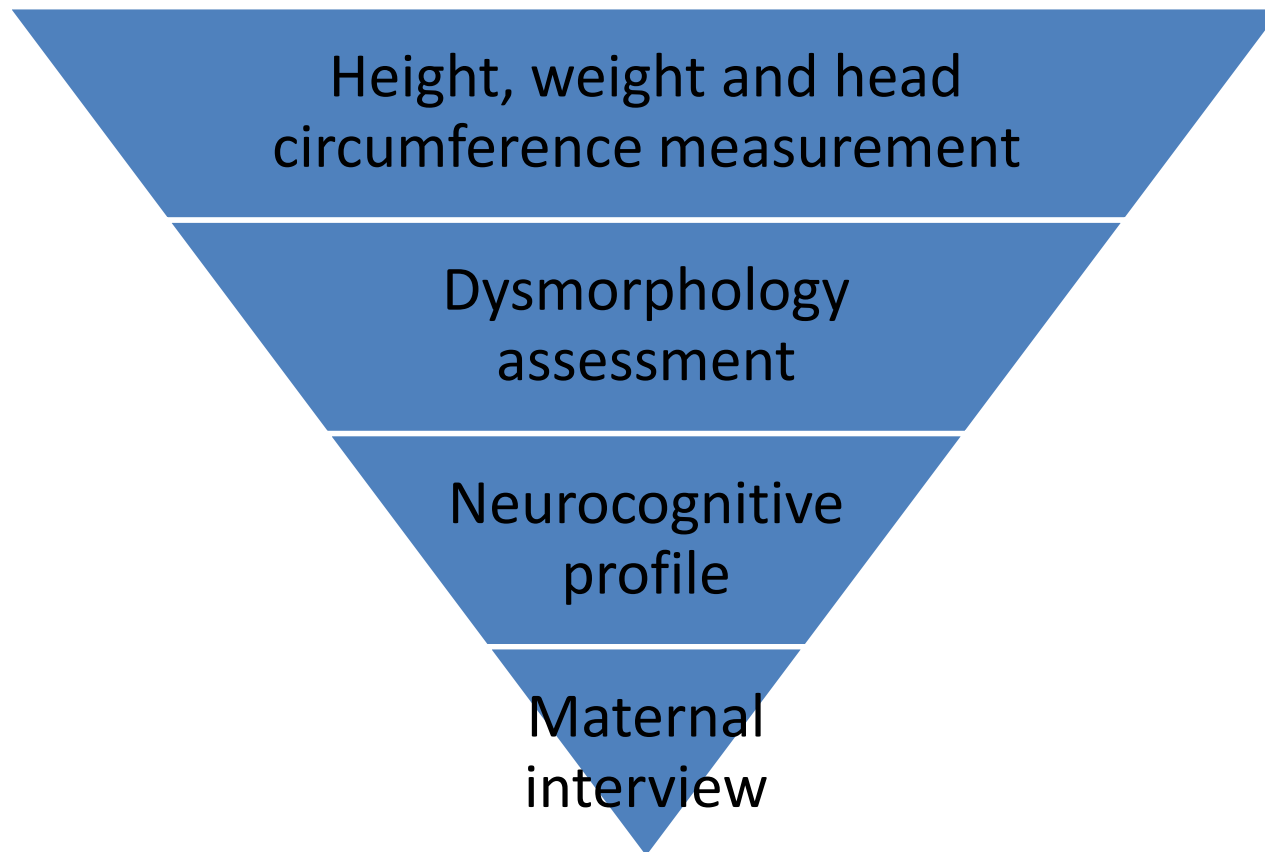 Height, weight and head
circumference measurement
Dysmorphology
assessment
Neurocognitive
profile
Maternal
interview